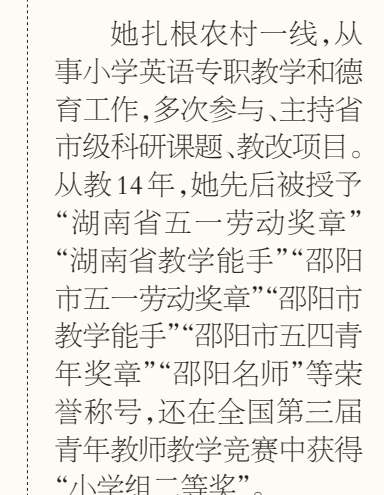 她扎根农村一线,从
事小学英语专职教学和德
育工作,多次参与、主持省
市级科研课题、教改项目。
从教14年,她先后被授予
“湖南省五一劳动奖章”
“湖南省教学能手”“邵阳
市五一劳动奖章”“邵阳市
教学能手”“邵阳市五四青
年奖章”“邵阳名师”等荣
誉称号,还在全国第三届
青年教师教学竞赛中获得
“小学组二等奖”。